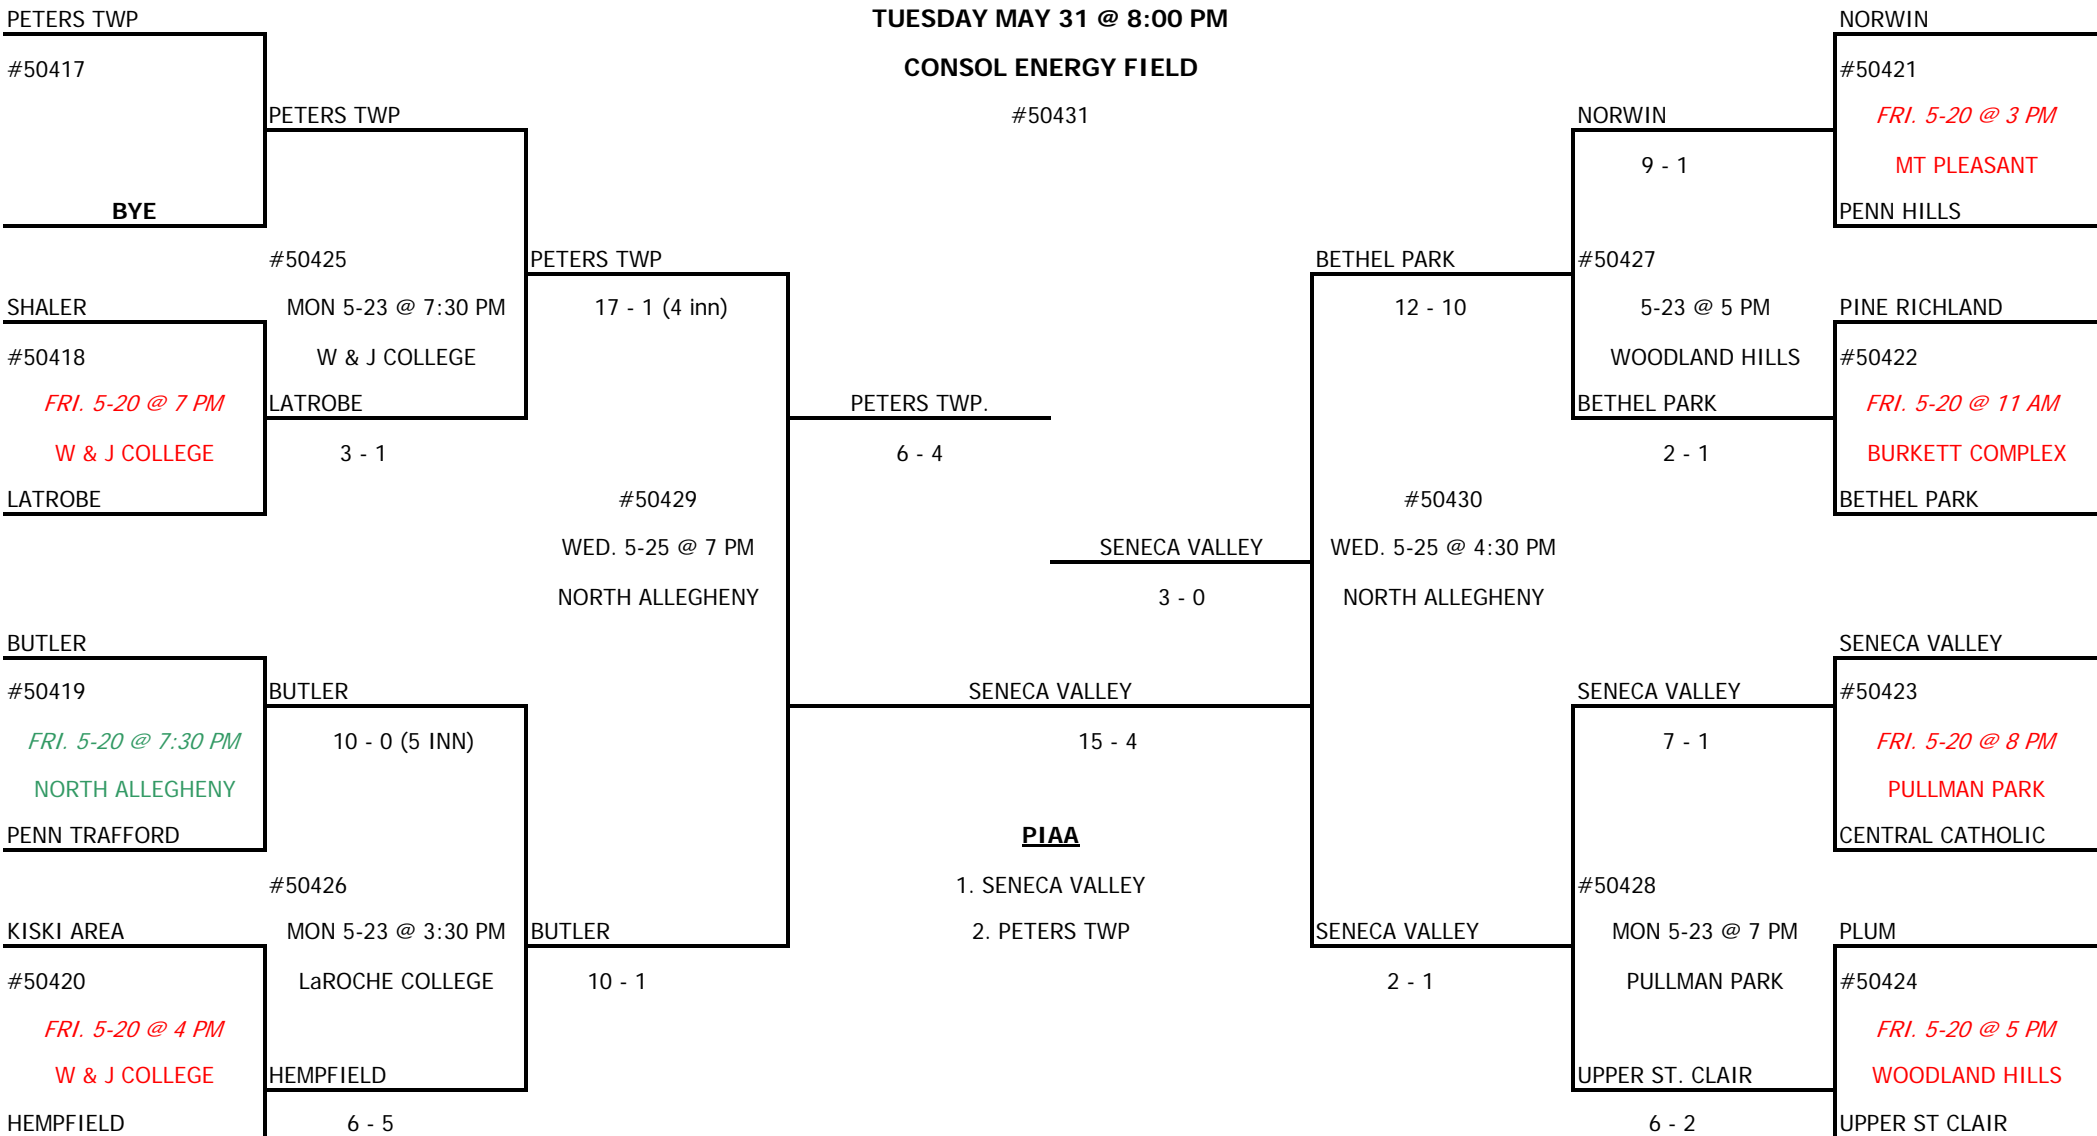 PETERS TWP
TUESDAY MAY 31 @ 8:00 PM
NORWIN
#50417
CONSOL ENERGY FIELD
#50421
PETERS TWP
#50431
NORWIN
FRI. 5-20 @ 3 PM
9 - 1
MT PLEASANT
BYE
PENN HILLS
#50425
PETERS TWP
BETHEL PARK
#50427
SHALER
MON 5-23 @ 7:30 PM
17 - 1 (4 inn)
12 - 10
5-23 @ 5 PM
PINE RICHLAND
#50418
W & J COLLEGE
WOODLAND HILLS
#50422
FRI. 5-20 @ 7 PM
LATROBE
PETERS TWP.
BETHEL PARK
FRI. 5-20 @ 11 AM
W & J COLLEGE
3 - 1
6 - 4
2 - 1
BURKETT COMPLEX
LATROBE
#50429
#50430
BETHEL PARK
WED. 5-25 @ 7 PM
SENECA VALLEY
WED. 5-25 @ 4:30 PM
NORTH ALLEGHENY
3 - 0
NORTH ALLEGHENY
BUTLER
SENECA VALLEY
#50419
BUTLER
SENECA VALLEY
SENECA VALLEY
#50423
FRI. 5-20 @ 7:30 PM
10 - 0 (5 INN)
15 - 4
7 - 1
FRI. 5-20 @ 8 PM
NORTH ALLEGHENY
PULLMAN PARK
PENN TRAFFORD
PIAA
CENTRAL CATHOLIC
#50426
1. SENECA VALLEY
#50428
KISKI AREA
MON 5-23 @ 3:30 PM
BUTLER
2. PETERS TWP
SENECA VALLEY
MON 5-23 @ 7 PM
PLUM
#50420
LaROCHE COLLEGE
10 - 1
2 - 1
PULLMAN PARK
#50424
FRI. 5-20 @ 4 PM
FRI. 5-20 @ 5 PM
W & J COLLEGE
HEMPFIELD
UPPER ST. CLAIR
WOODLAND HILLS
HEMPFIELD
6 - 5
6 - 2
UPPER ST CLAIR